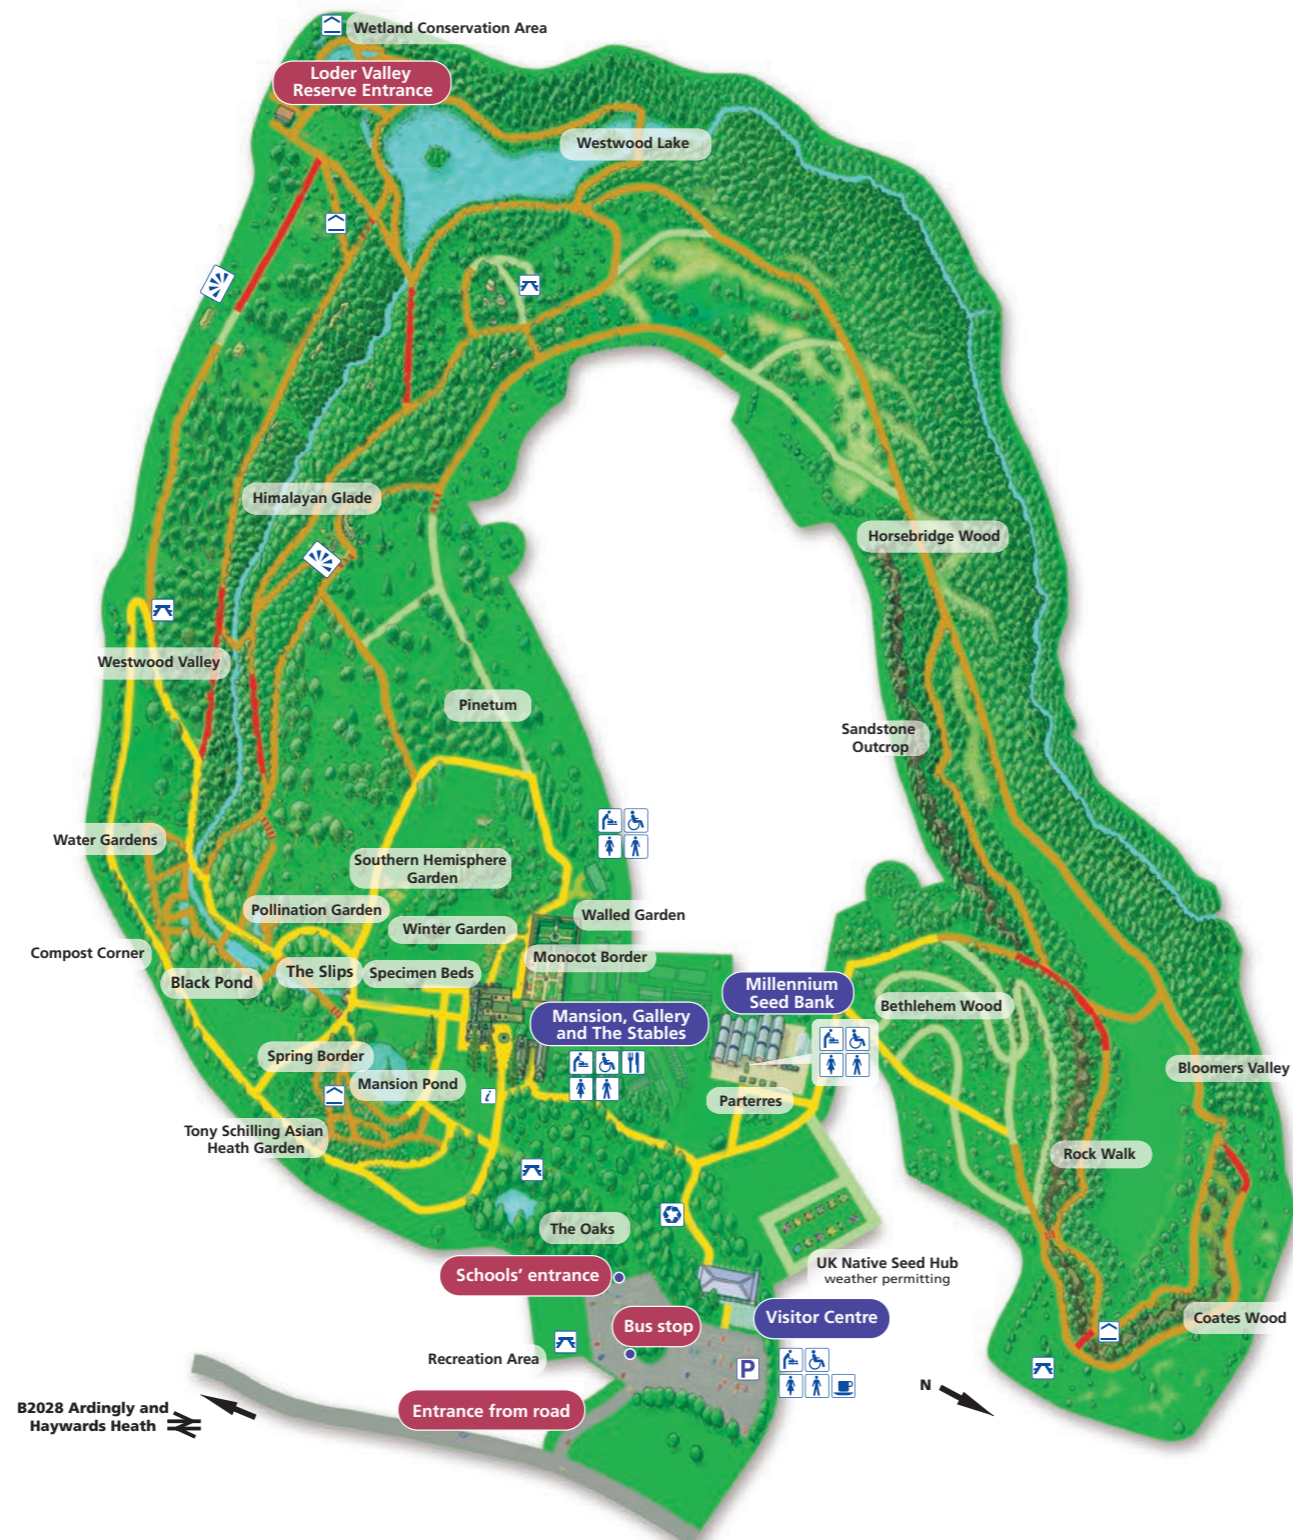 Wetland Conservation Area
Loder Valley
Reserve Entrance
Westwood Lake
Himalayan Glade
Horsebridge Wood
Westwood Valley
Pinetum
Sandstone
Outcrop
Water Gardens
Southern Hemisphere
Garden
Pollination Garden
Walled Garden
Winter Garden
Compost Corner
Monocot Border
The Slips
Specimen Beds
Black Pond
Millennium
Seed Bank
Bethlehem Wood
Mansion, Gallery
and The Stables
Spring Border
Mansion Pond
i
Bloomers Valley
Parterres
Tony Schilling Asian
Heath Garden
Rock Walk
The Oaks
UK Native Seed Hub
weather permitting
Schools' entrance
Bus stop
Visitor Centre
Coates Wood
Recreation Area
P
N
Entrance from road
B2028 Ardingly and
Haywards Heath